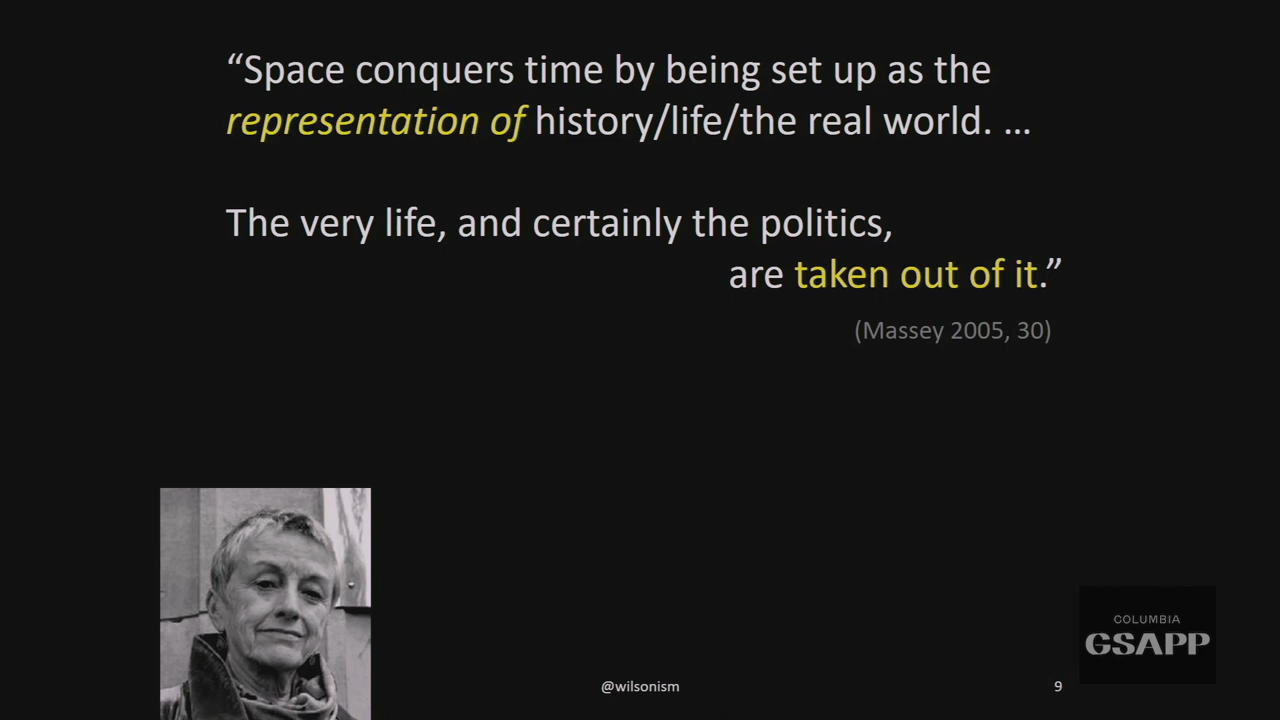 “Space conquers time by being set up as the
representation of history/life/the real world. …
The very life, and certainly the politics,
are taken out of it.”
(Massey 2005, 30)
COLUMBIA
GSAPP
@wilsonism
9